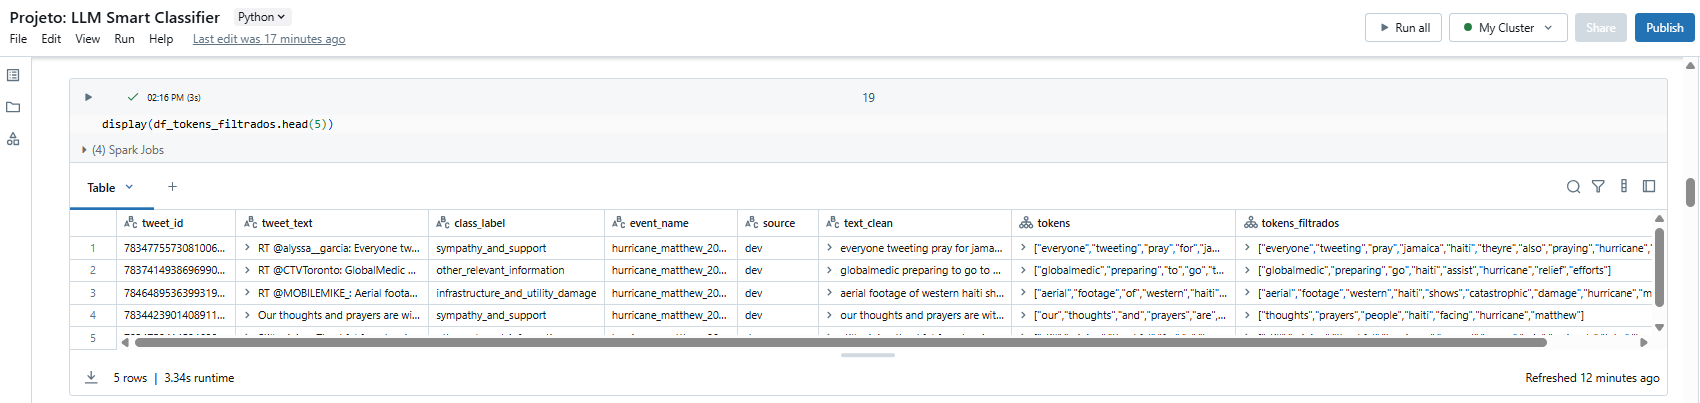 Projeto: LLM Smart Classifier Python
File Edit View Run Help Last edit was 17 minutes ago
Run all My Cluster Share Publish
02:16 PM (3s) 19
display(df_tokens_filtrados.head(5))
(4) Spark Jobs
Table +
tweet_id tweet_text class_label event_name source text_clean tokens tokens_filtrados
1 7834775573081006... RT @alyssa__garcia: Everyone tw... sympathy_and_support hurricane_matthew_20... dev everyone tweeting pray for jama... ["everyone","tweeting","pray","for","ja... ["everyone","tweeting","pray","jamaica","haiti","theyre","also","praying","hurricane",
2 7837414938696990... RT @CTVToronto: GlobalMedic ... other_relevant_information hurricane_matthew_20... dev globalmedic preparing to go to ... ["globalmedic","preparing","to","go","t... ["globalmedic","preparing","go","haiti","assist","hurricane","relief","efforts"]
3 7846489536399319... RT @MOBILEMIKE_: Aerial foota... infrastructure_and_utility_damage hurricane_matthew_20... dev aerial footage of western haiti sh... ["aerial","footage","of","western","haiti"... ["aerial","footage","western","haiti","shows","catastrophic","damage","hurricane","m
4 7834423901408911... Our thoughts and prayers are wi... sympathy_and_support hurricane_matthew_20... dev our thoughts and prayers are wit... ["our","thoughts","and","prayers","are",... ["thoughts","prayers","people","haiti","facing","hurricane","matthew"]
5
5 rows | 3.34s runtime Refreshed 12 minutes ago